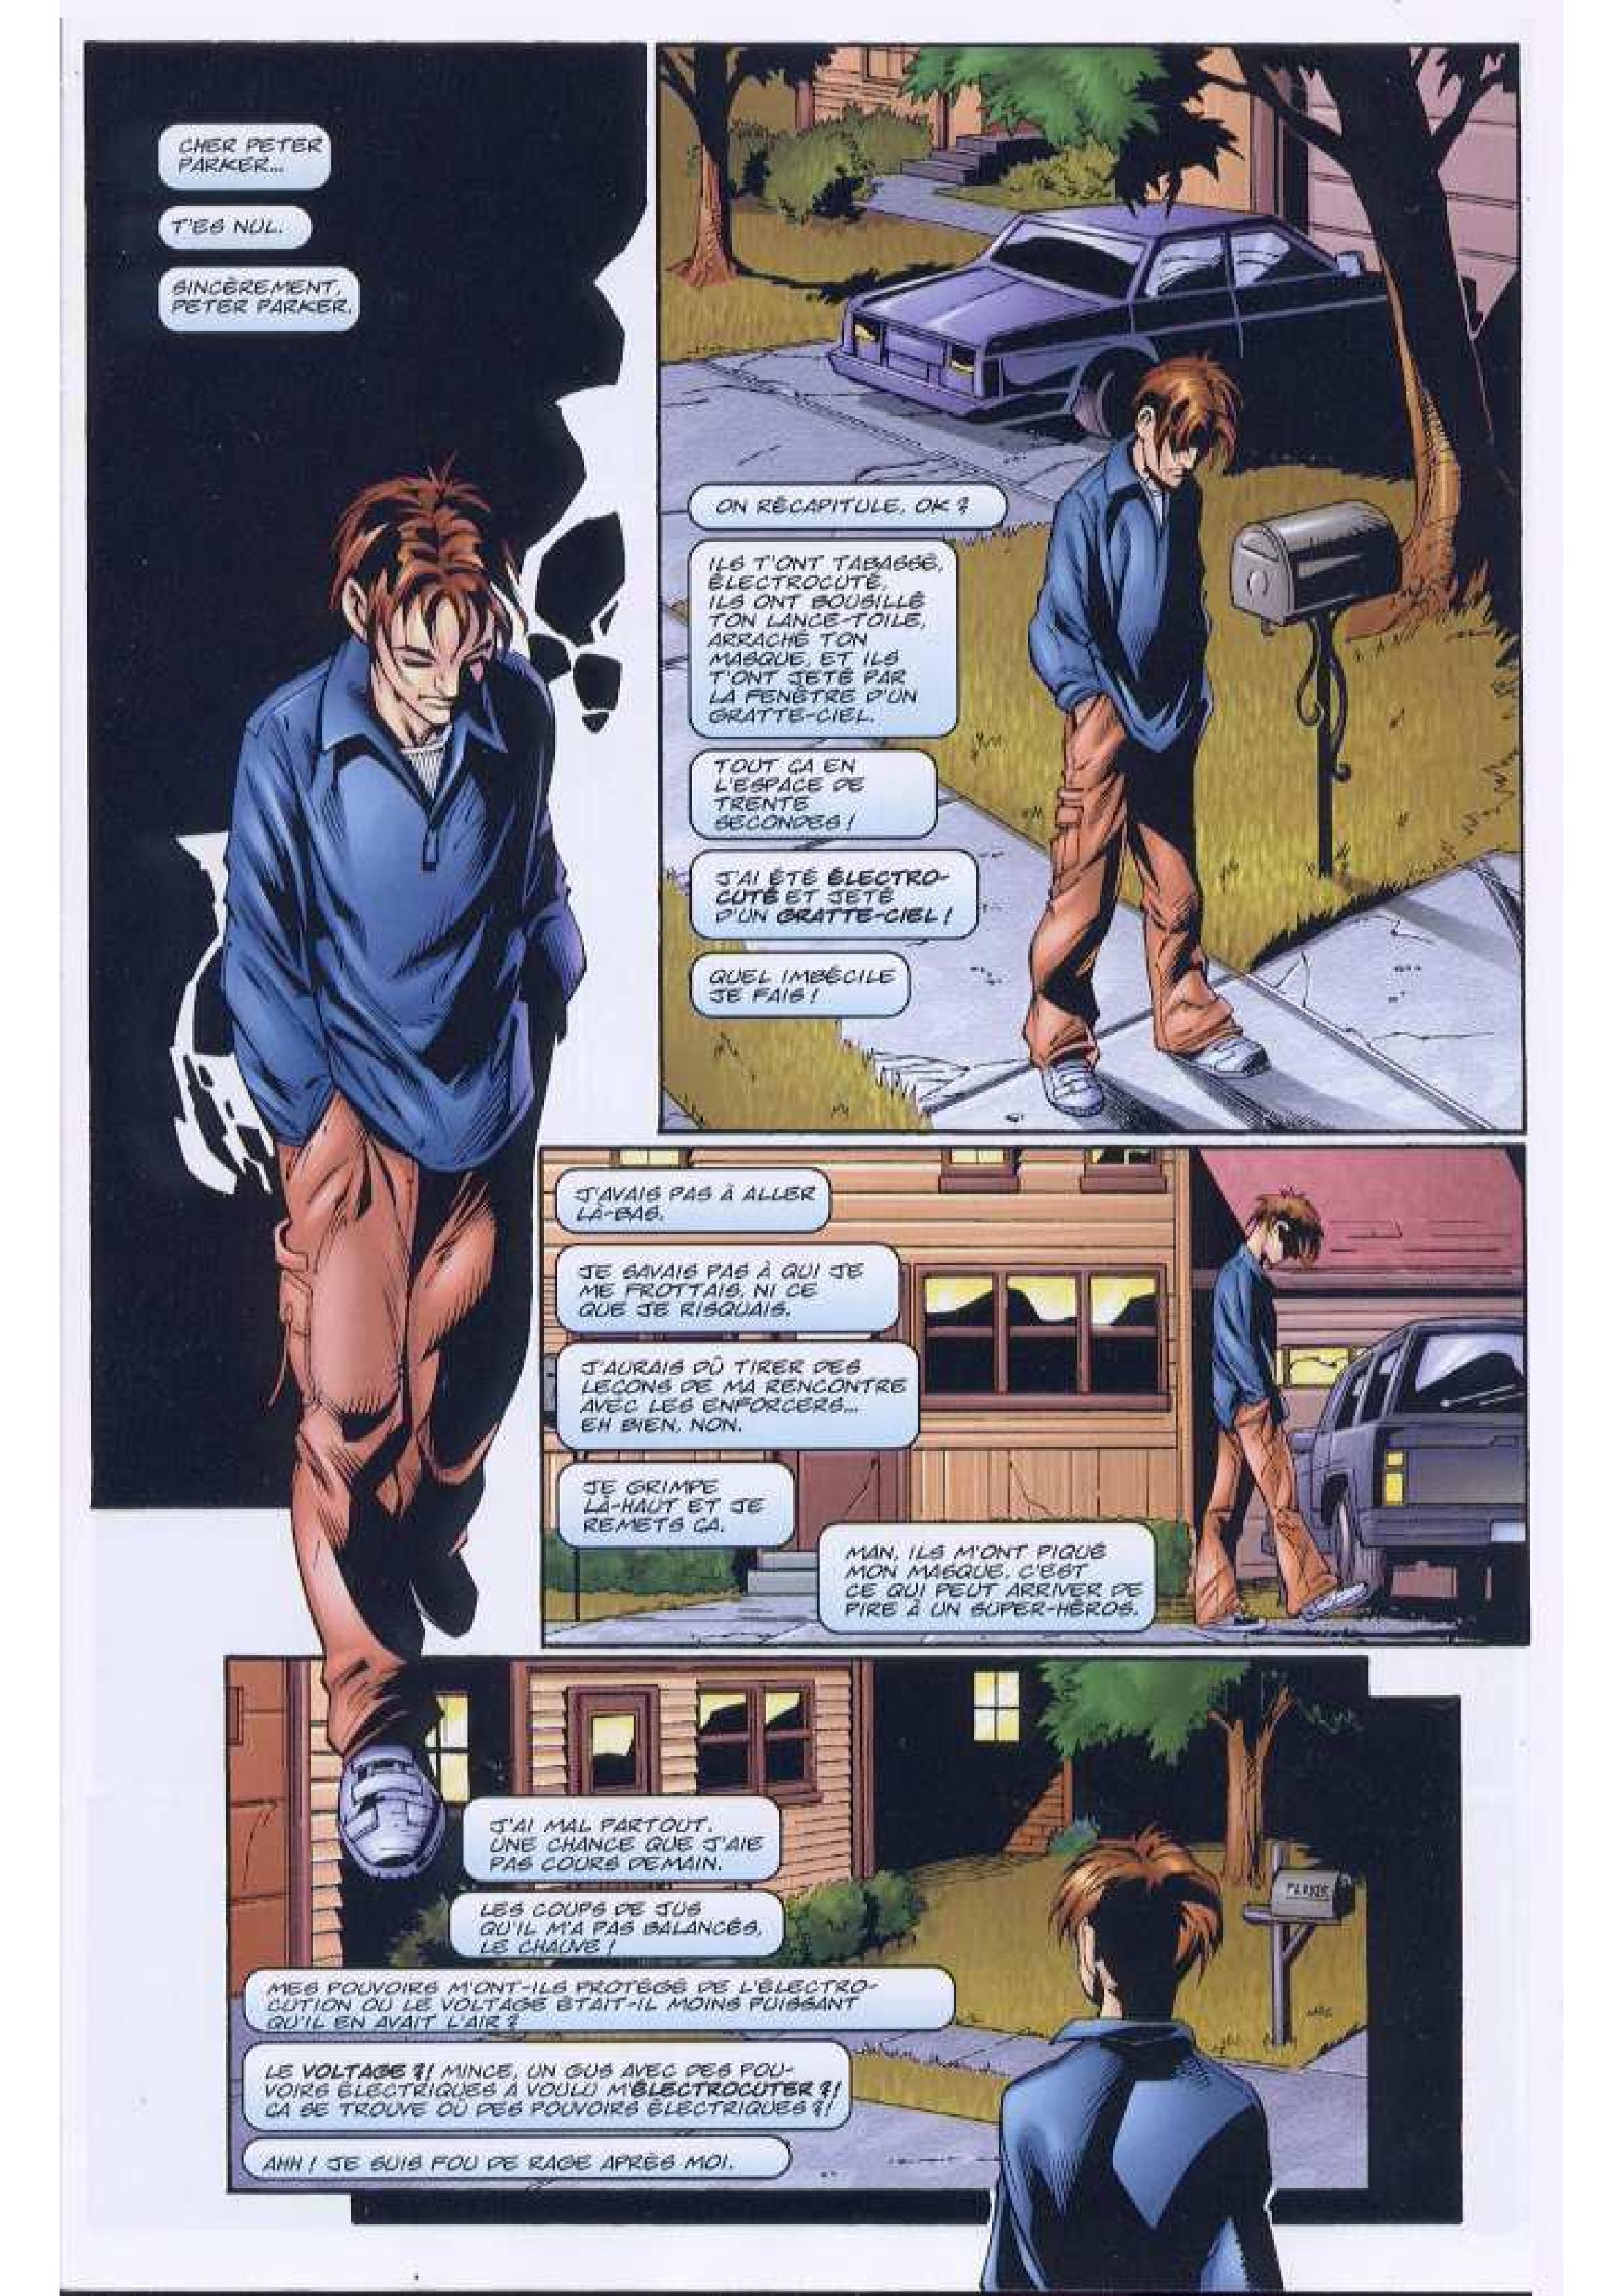 CHER PETER
PARKER...
T'ES NUL.
SINCÈREMENT,
PETER PARKER.
ON RÉCAPITULE, OK ?
ILS T'ONT TABASSÉ,
ÉLECTROCUTÉ,
ILS ONT BOUSILLÉ
TON LANCE-TOILE,
ARRACHÉ TON
MASQUE, ET ILS
T'ONT JETÉ PAR
LA FENÊTRE D'UN
GRATTE-CIEL.
TOUT ÇA EN
L'ESPACE DE
TRENTE
SECONDES !
J'AI ÉTÉ ÉLECTRO-
CUTÉ ET JETÉ
D'UN GRATTE-CIEL !
QUEL IMBÉCILE
JE FAIS !
J'AVAIS PAS À ALLER
LÀ-BAS.
JE SAVAIS PAS À QUI JE
ME FROTTAIS, NI CE
QUE JE RISQUAIS.
J'AURAIS DÛ TIRER DES
LEÇONS DE MA RENCONTRE
AVEC LES ENFORCERS...
EH BIEN, NON.
JE GRIMPE
LÀ-HAUT ET JE
REMETS ÇA.
MAN, ILS M'ONT PIQUÉ
MON MASQUE. C'EST
CE QUI PEUT ARRIVER DE
PIRE À UN SUPER-HÉROS.
J'AI MAL PARTOUT.
UNE CHANCE QUE J'AIE
PAS COURS DEMAIN.
LES COUPS DE JUS
QU'IL M'A PAS BALANCÉS,
LE CHAUVE !
MES POUVOIRS M'ONT-ILS PROTÉGÉ DE L'ÉLECTRO-
CUTION OU LE VOLTAGE ÉTAIT-IL MOINS PUISSANT
QU'IL EN AVAIT L'AIR ?
LE VOLTAGE ?! MINCE, UN GUS AVEC DES POU-
VOIRS ÉLECTRIQUES A VOULU M'ÉLECTROCUTER ?!
ÇA SE TROUVE OÙ DES POUVOIRS ÉLECTRIQUES ?!
AHH ! JE SUIS FOU DE RAGE APRÈS MOI.